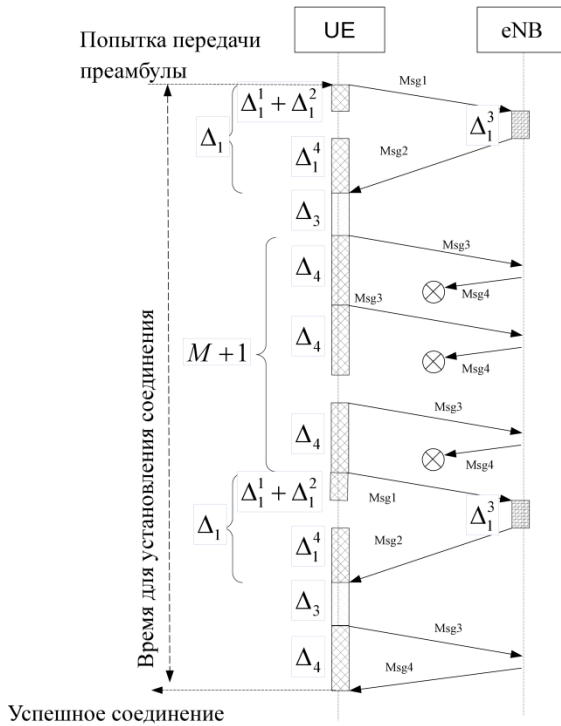 Попытка передачи
преамбулы
UE
eNB
Msg1
Δ₁¹ + Δ₁²
Δ₁
Δ₁³
Msg2
Δ₁⁴
Δ₃
Msg3
Δ₄
Msg4
Msg3
Δ₄
Msg4
M + 1
Время для установления соединения
Msg3
Δ₄
Msg4
Δ₁¹ + Δ₁²
Msg1
Δ₁³
Δ₁
Msg2
Δ₁⁴
Δ₃
Msg3
Δ₄
Msg4
Успешное соединение